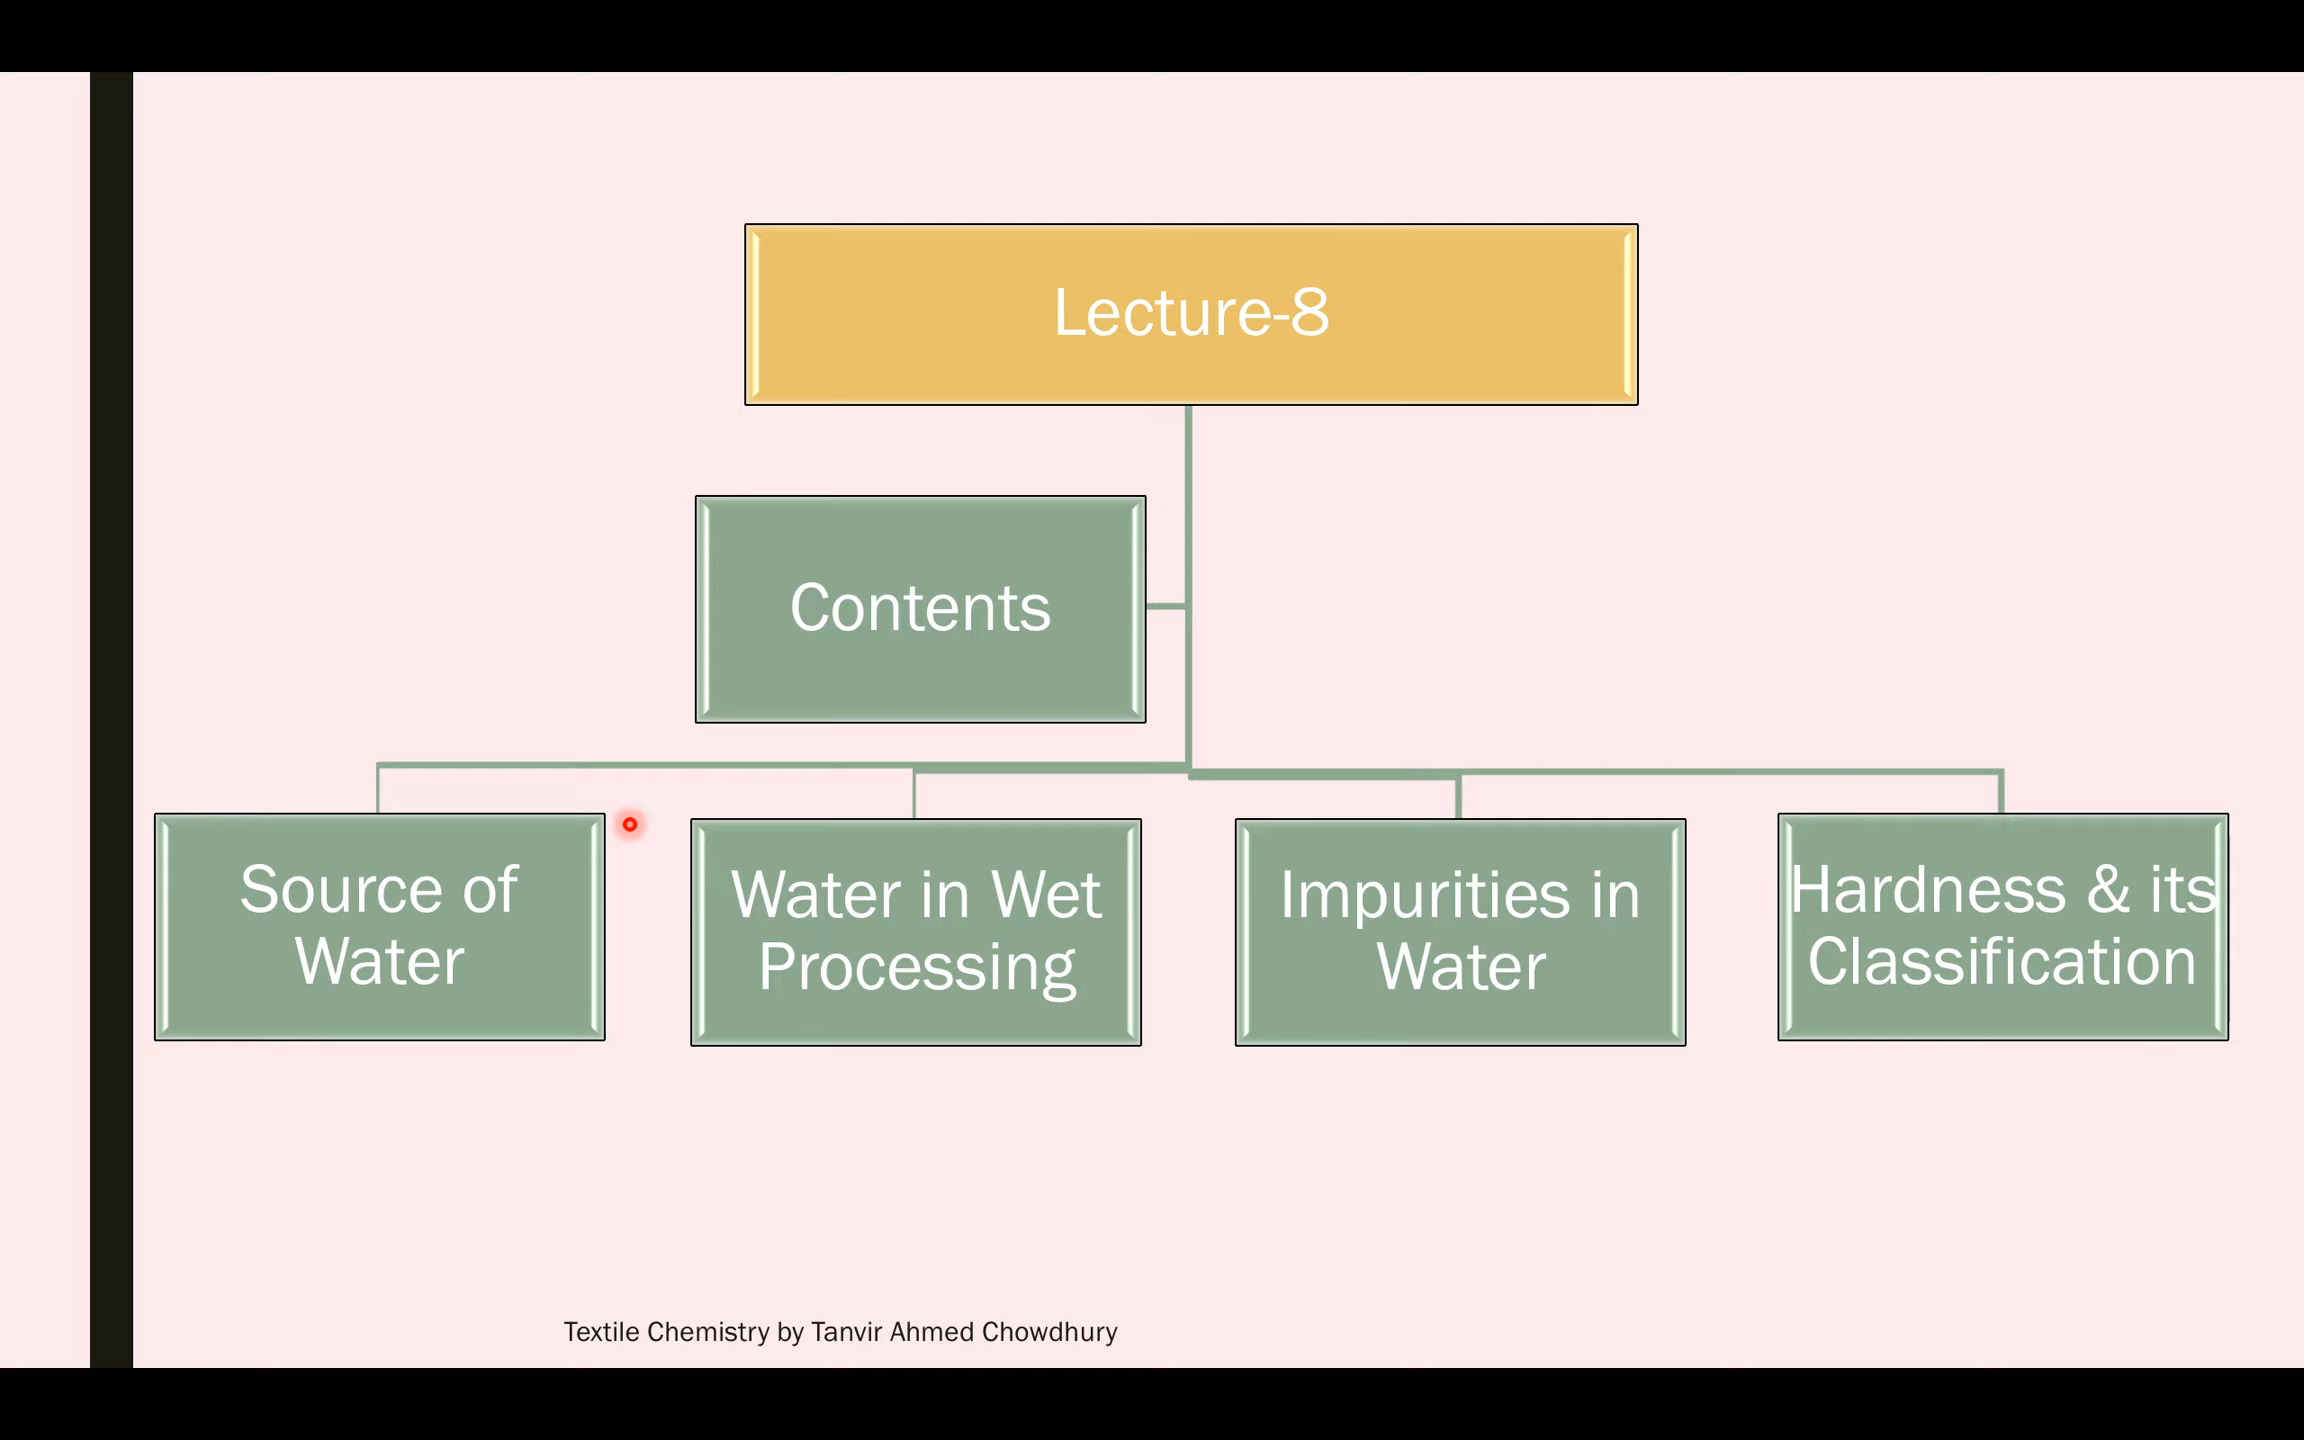 Lecture-8
Contents
Source of
Water
Water in Wet
Processing
Impurities in
Water
Hardness & its
Classification
Textile Chemistry by Tanvir Ahmed Chowdhury